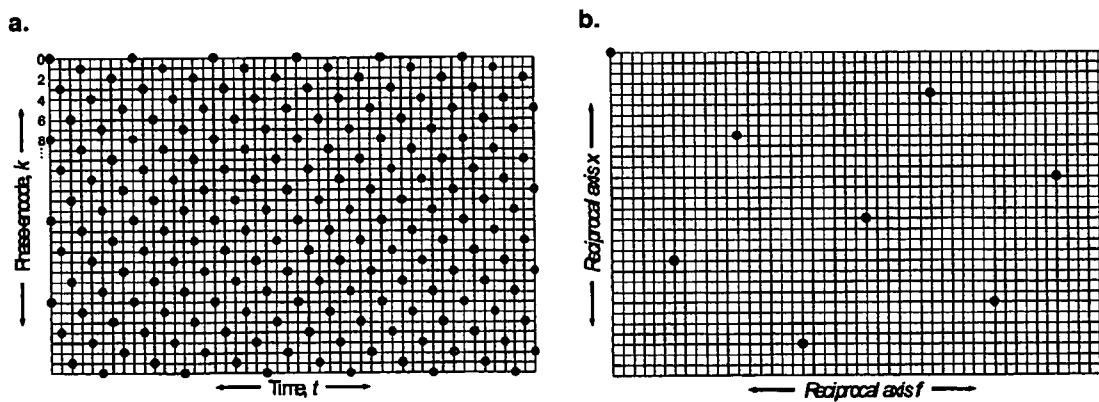 a.
0
2
4
6
8
...
Phase-encode, k
Time, t
b.
Reciprocal axis x
Reciprocal axis f